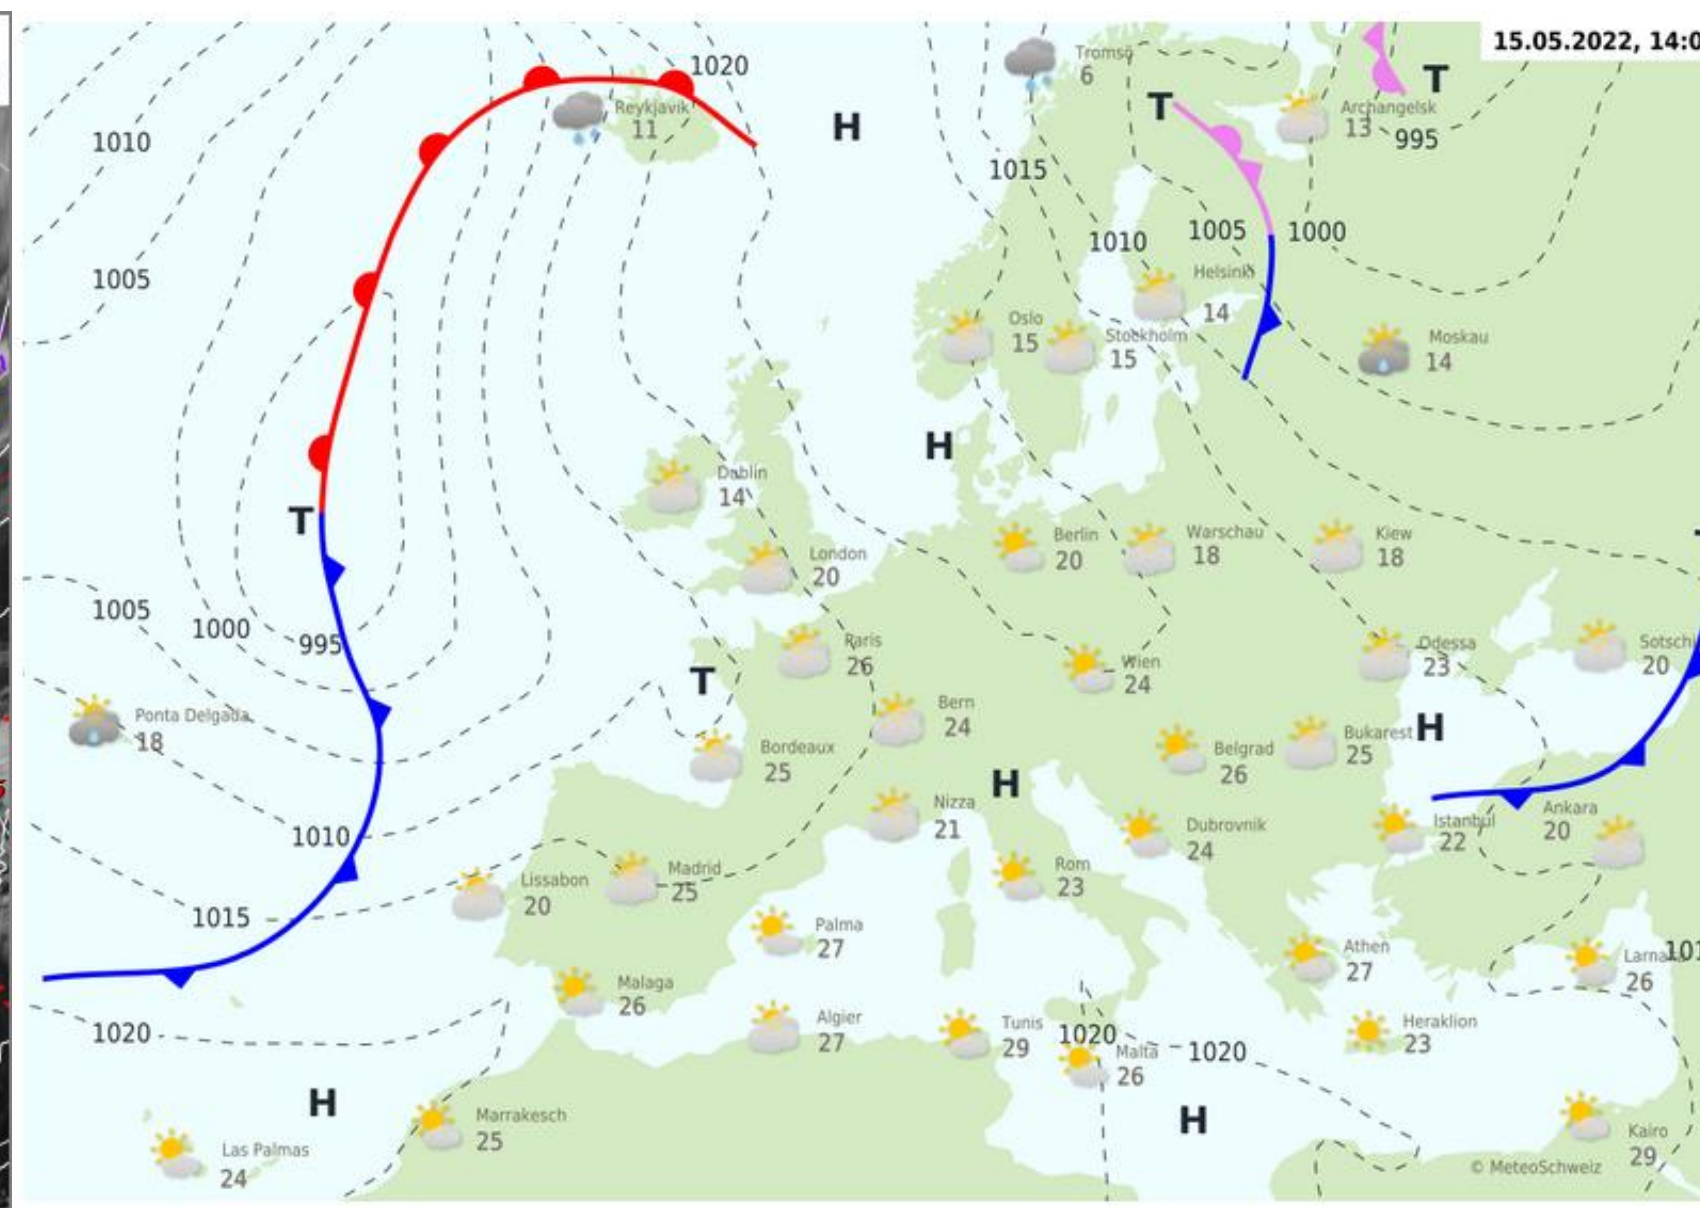 15.05.2022, 14:0
1020
Tromsö
6
T
H
Reykjavik
11
T
Archangelsk
13
995
1010
1015
1005
1000
1010
1005
Helsinki
14
Oslo
15
Stockholm
15
Moskau
14
H
Dublin
14
T
London
20
Berlin
20
Warschau
18
Kiew
18
1005
1000
995
Paris
26
T
Wien
24
Odessa
23
Sotschi
20
Ponta Delgada
18
Bern
24
H
Bordeaux
25
Belgrad
26
Bukarest
25
H
Nizza
21
Dubrovnik
24
Istanbul
22
Ankara
20
1010
Madrid
25
Lissabon
20
Rom
23
1015
Palma
27
Athen
27
Larnaka
26
101
Malaga
26
Algier
27
Tunis
29
1020
Malta
26
1020
Heraklion
23
1020
H
Marrakesch
25
H
Las Palmas
24
Kairo
29
© MeteoSchweiz